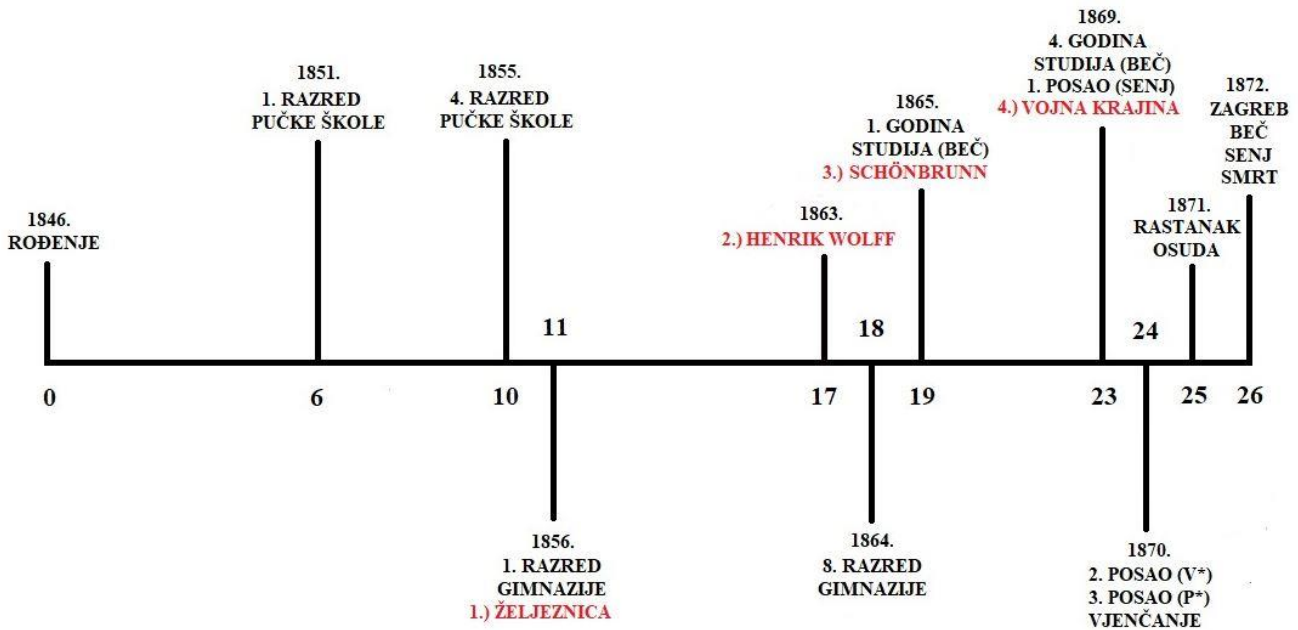 1846.
ROĐENJE
1851.
1. RAZRED
PUČKE ŠKOLE
1855.
4. RAZRED
PUČKE ŠKOLE
1863.
2.) HENRIK WOLFF
1865.
1. GODINA
STUDIJA (BEČ)
3.) SCHÖNBRUNN
1869.
4. GODINA
STUDIJA (BEČ)
1. POSAO (SENJ)
4.) VOJNA KRAJINA
1871.
RASTANAK
OSUDA
1872.
ZAGREB
BEČ
SENJ
SMRT
11
18
24
0
6
10
17
19
23
25
26
1856.
1. RAZRED
GIMNAZIJE
1.) ŽELJEZNICA
1864.
8. RAZRED
GIMNAZIJE
1870.
2. POSAO (V*)
3. POSAO (P*)
VJENČANJE